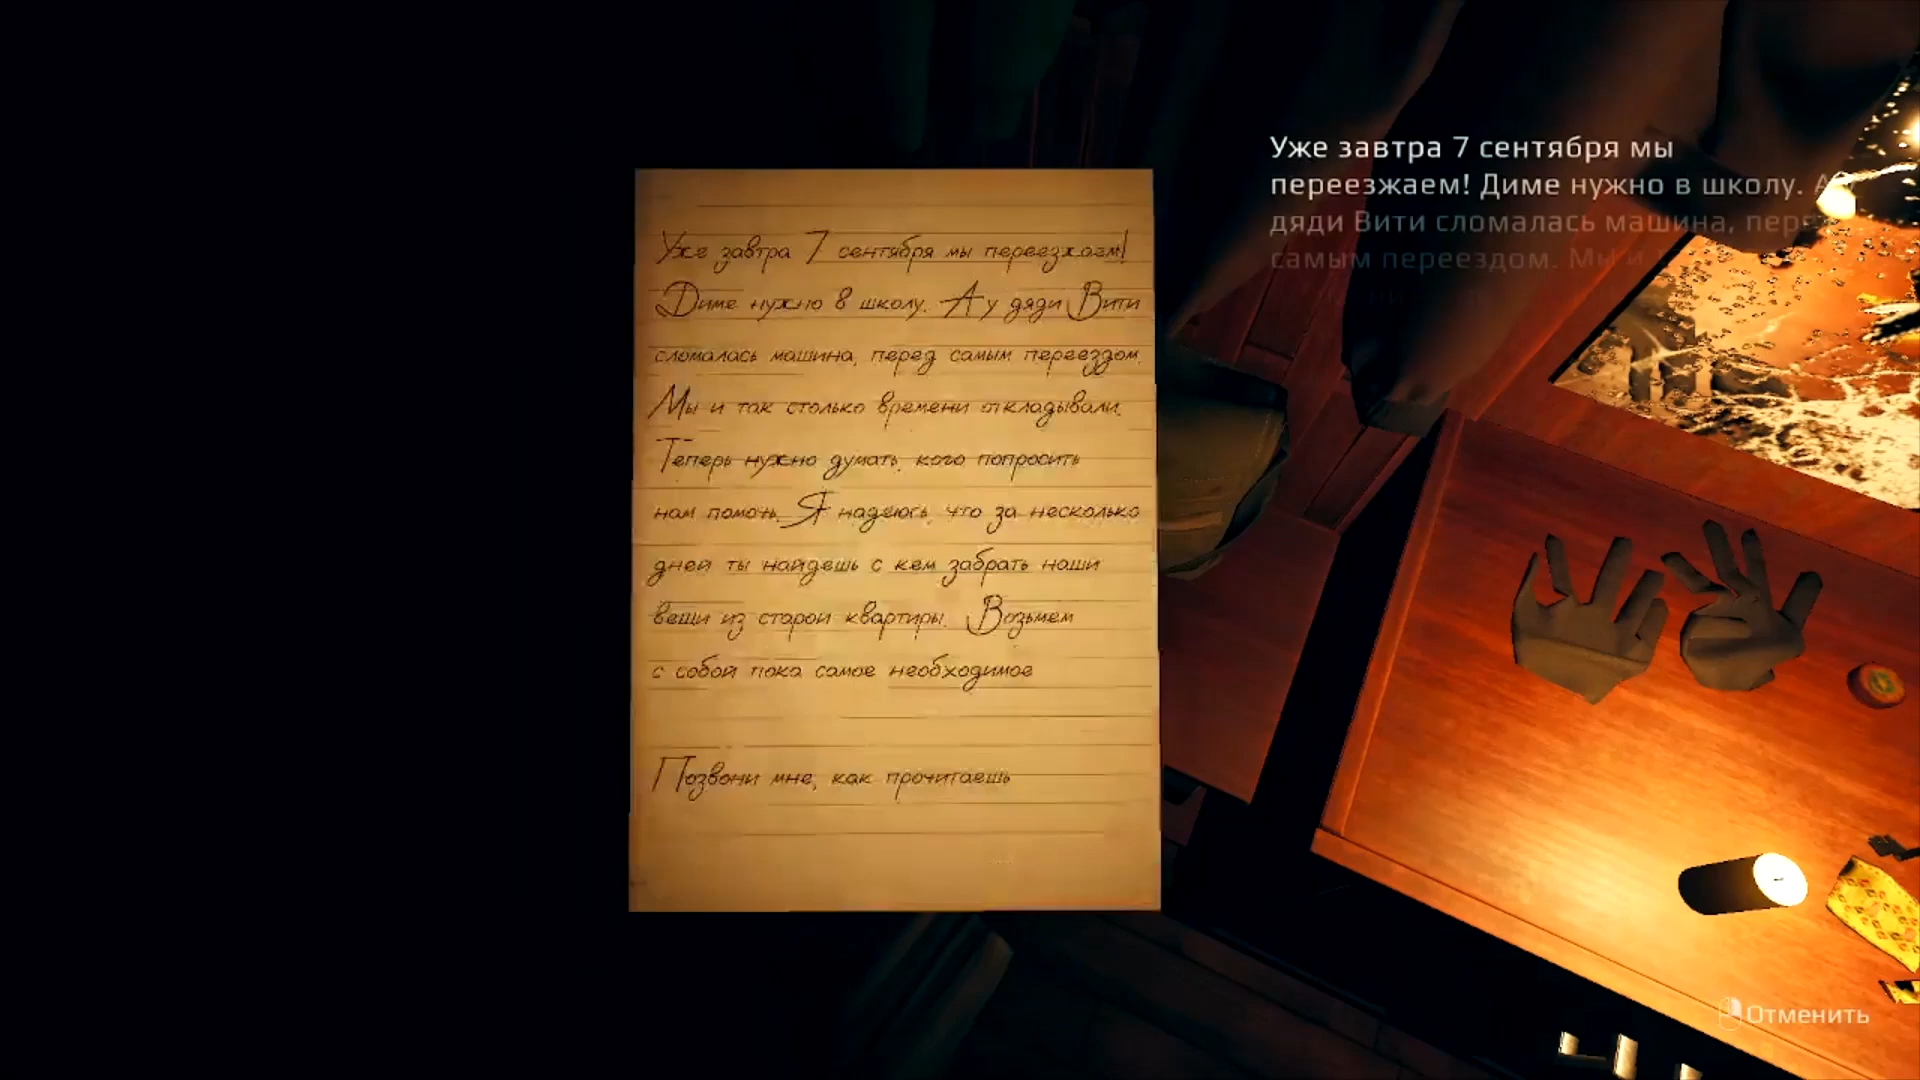 Уже завтра 7 сентября мы переезжаем!
Диме нужно в школу. А у дяди Вити
сломалась машина, перед самым переездом.
Мы и так столько времени откладывали.
Теперь нужно думать, кого попросить
нам помочь. Я надеюсь, что за несколько
дней ты найдешь с кем забрать наши
вещи из старой квартиры. Возьмем
с собой пока самое необходимое
Позвони мне, как прочитаешь
Уже завтра 7 сентября мы
переезжаем! Диме нужно в школу. А
дяди Вити сломалась машина, пер
самым переездом. Мы и
Отменить